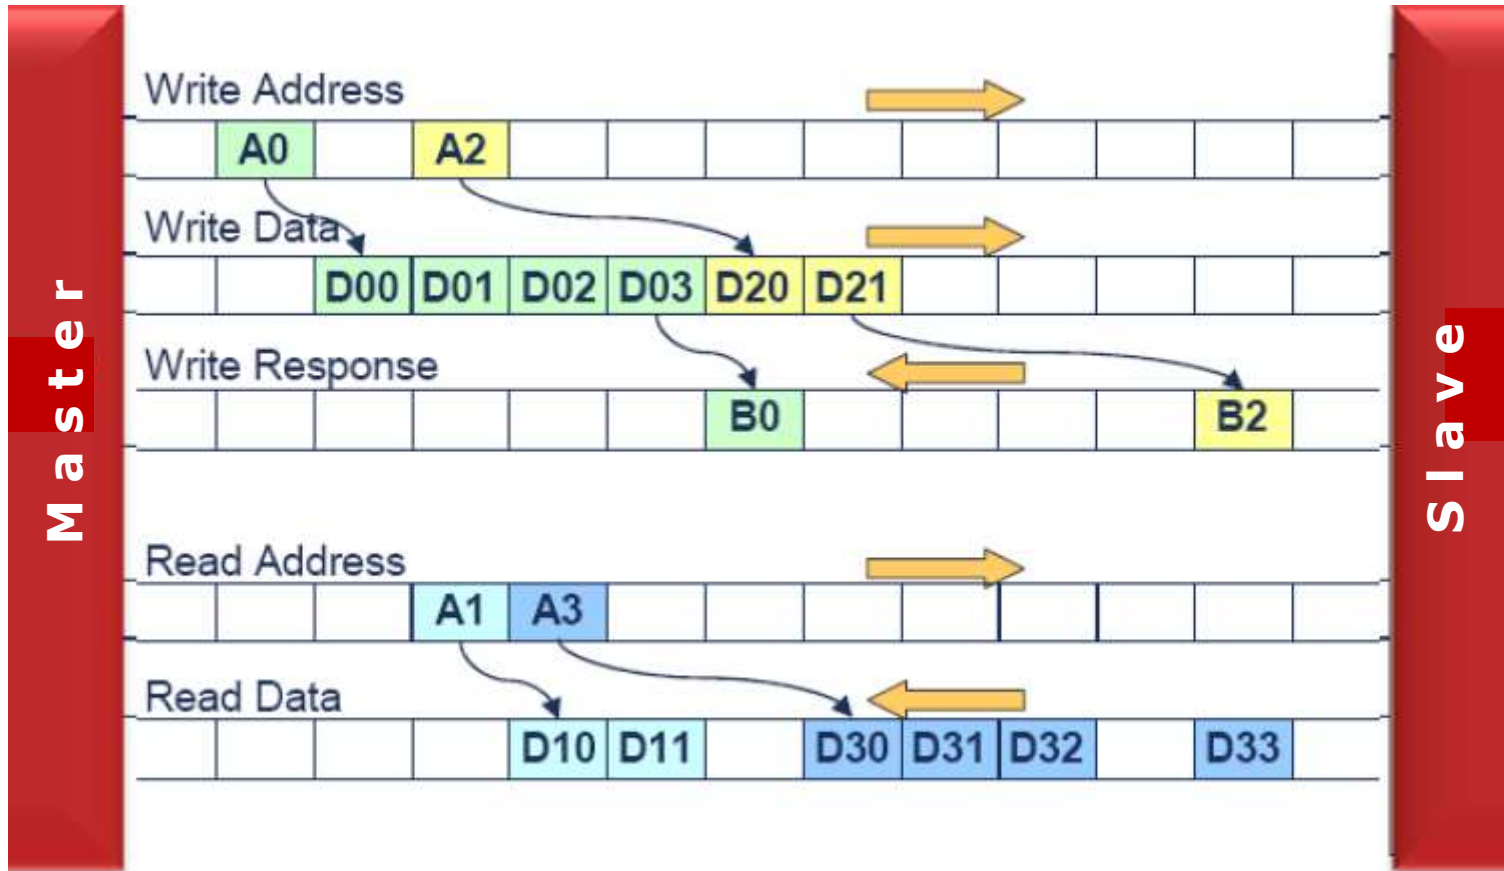 Master
Write Address
A0 A2
Write Data
D00 D01 D02 D03 D20 D21
Write Response
B0 B2
Read Address
A1 A3
Read Data
D10 D11 D30 D31 D32 D33
Slave